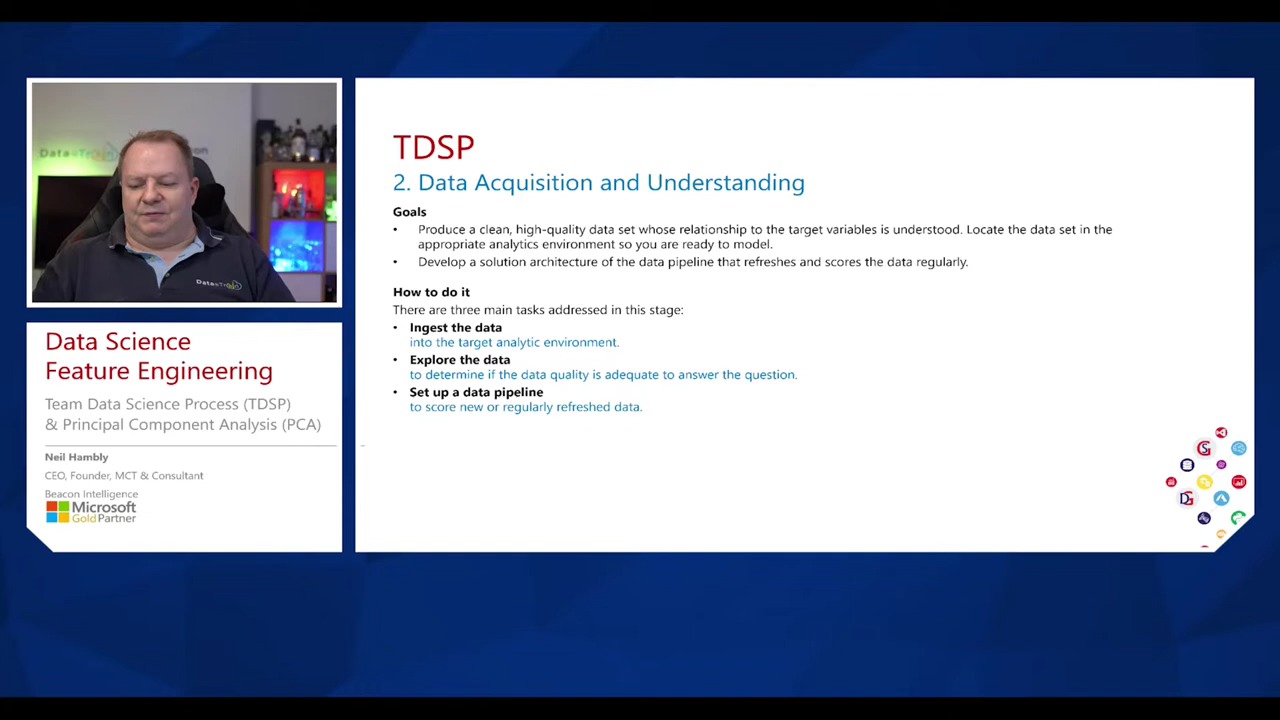 TDSP
2. Data Acquisition and Understanding
Goals
• Produce a clean, high-quality data set whose relationship to the target variables is understood. Locate the data set in the
appropriate analytics environment so you are ready to model.
• Develop a solution architecture of the data pipeline that refreshes and scores the data regularly.
How to do it
There are three main tasks addressed in this stage:
• Ingest the data
into the target analytic environment.
• Explore the data
to determine if the data quality is adequate to answer the question.
• Set up a data pipeline
to score new or regularly refreshed data.
Data Science
Feature Engineering
Team Data Science Process (TDSP)
& Principal Component Analysis (PCA)
Neil Hambly
CEO, Founder, MCT & Consultant
Beacon Intelligence
Microsoft
Gold Partner